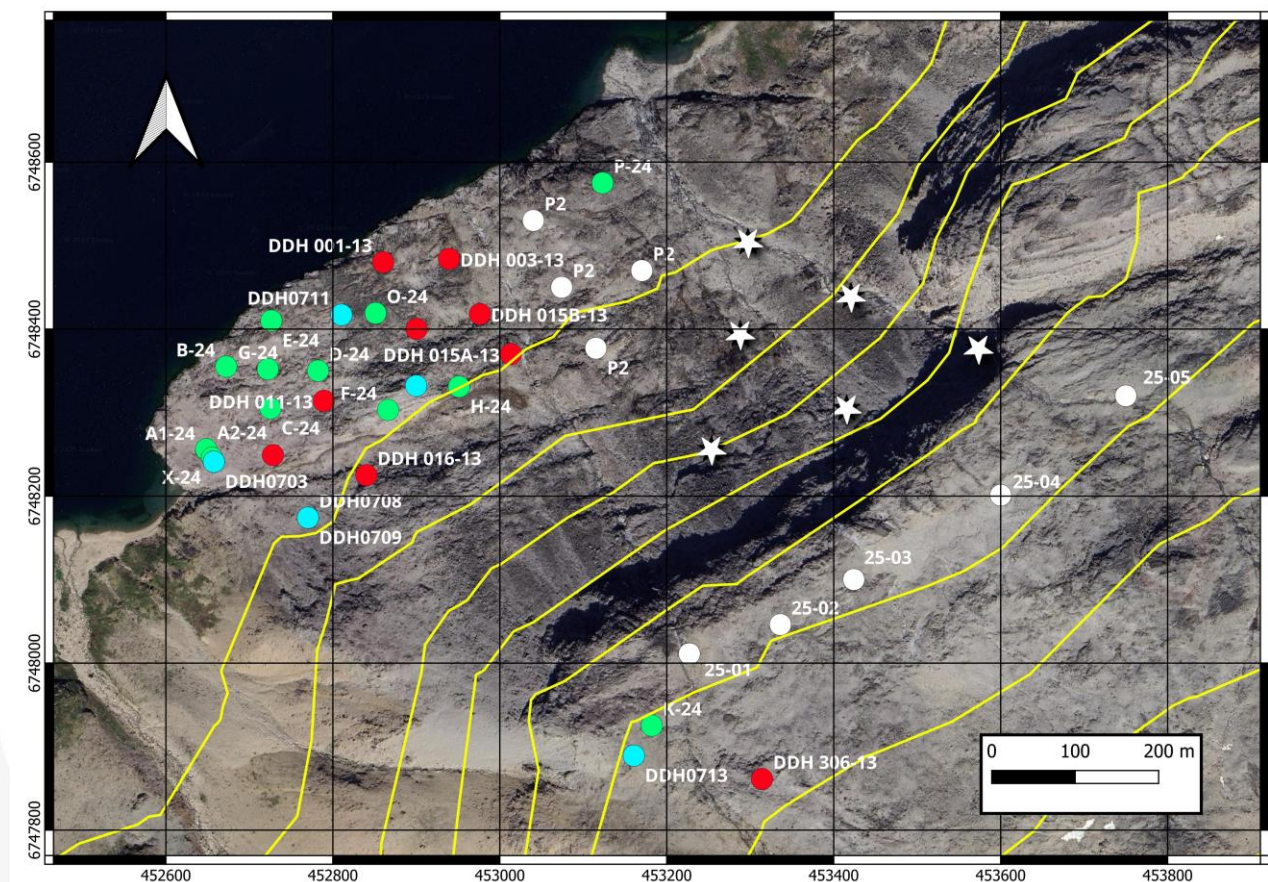 6748600
6748400
6748200
6748000
6747800
P-24
P2
DDH 001-13
DDH 003-13
P2
P2
DDH0711
O-24
DDH 015B-13
E-24
B-24
G-24
D-24
DDH 015A-13
P2
F-24
DDH 011-13
H-24
25-05
A1-24
A2-24
C-24
DDH 016-13
X-24
DDH0703
25-04
DDH0708
DDH0709
25-03
25-02
25-01
K-24
DDH0713
DDH 306-13
0 100 200 m
452600 452800 453000 453200 453400 453600 453800